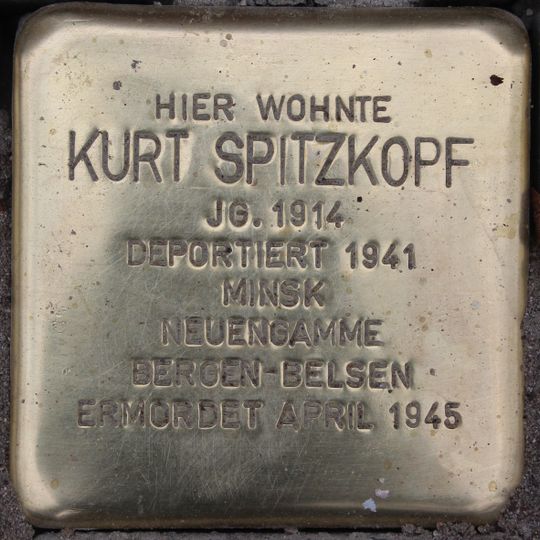 HIER WOHNTE
KURT SPITZKOPF
JG. 1914
DEPORTIERT 1941
MINSK
NEUENGAMME
BERGEN-BELSEN
ERMORDET APRIL 1945